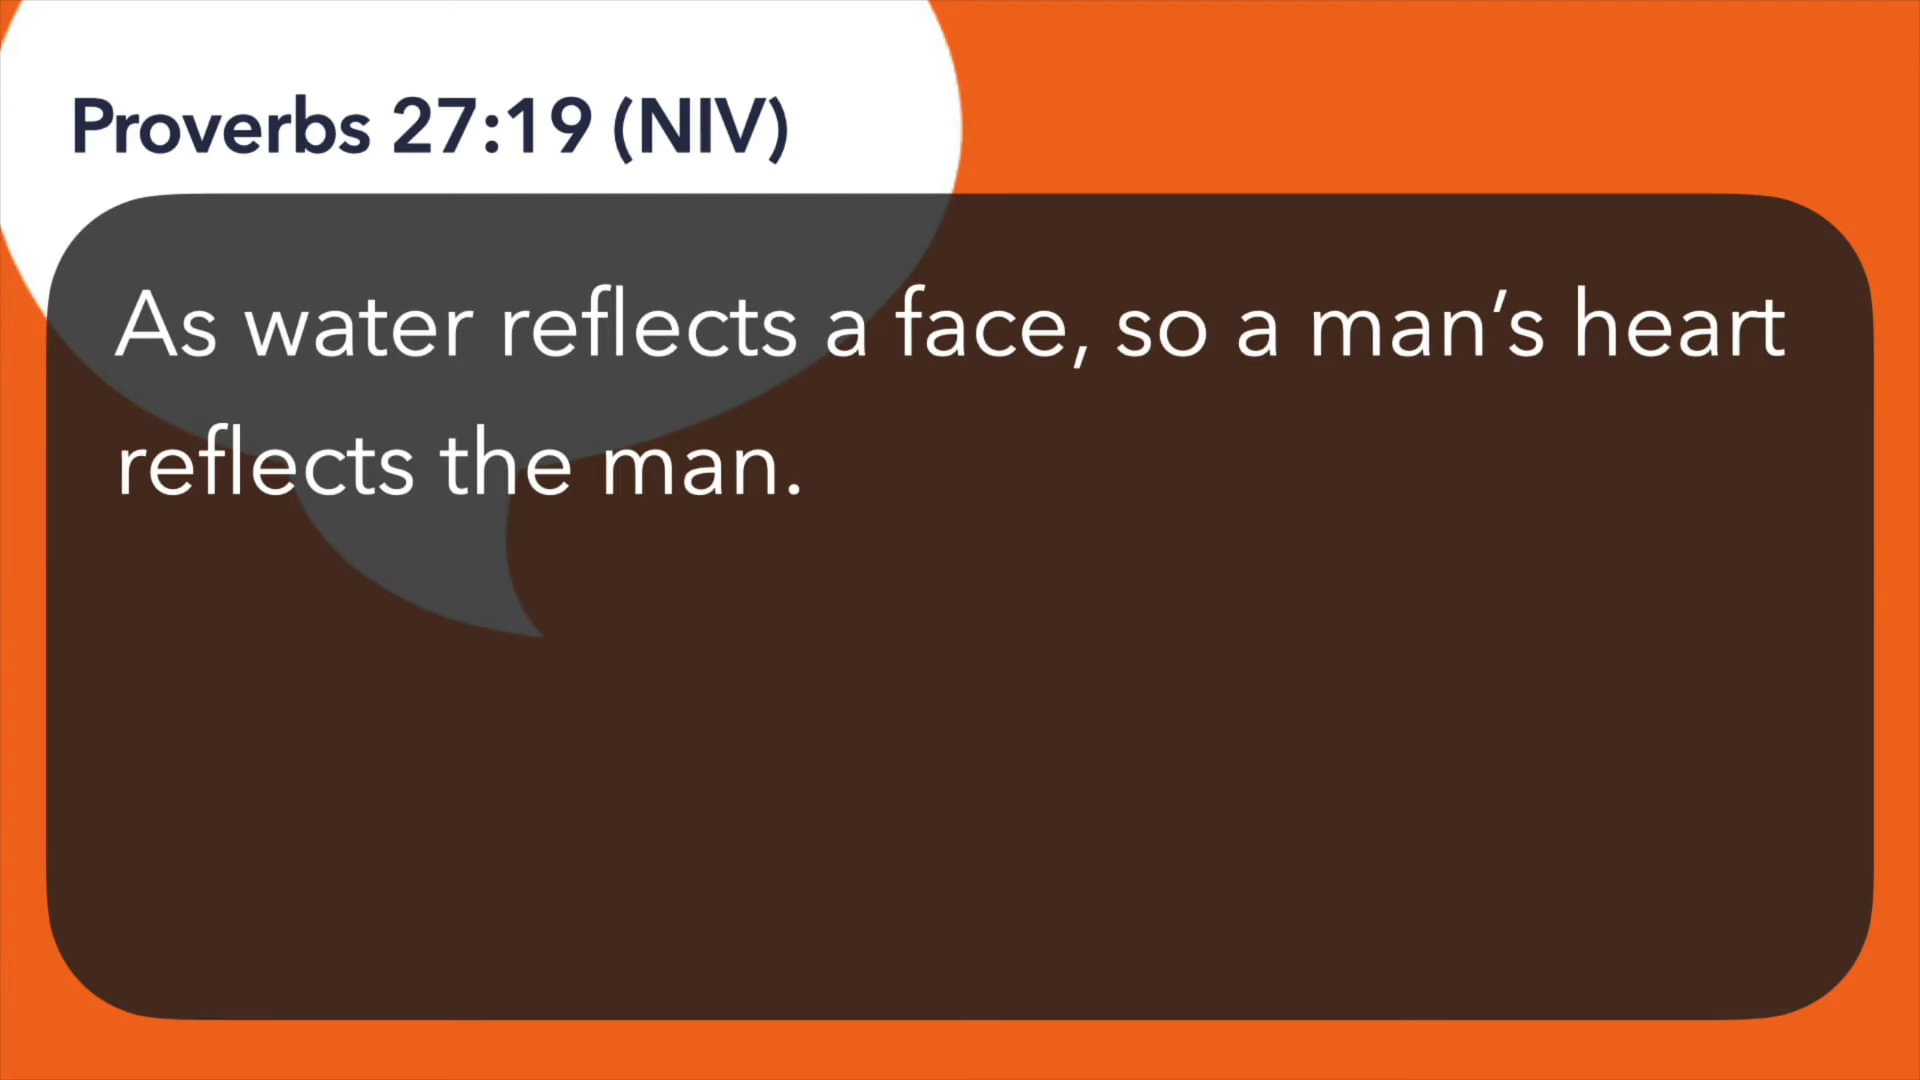 Proverbs 27:19 (NIV)
As water reflects a face, so a man’s heart
reflects the man.